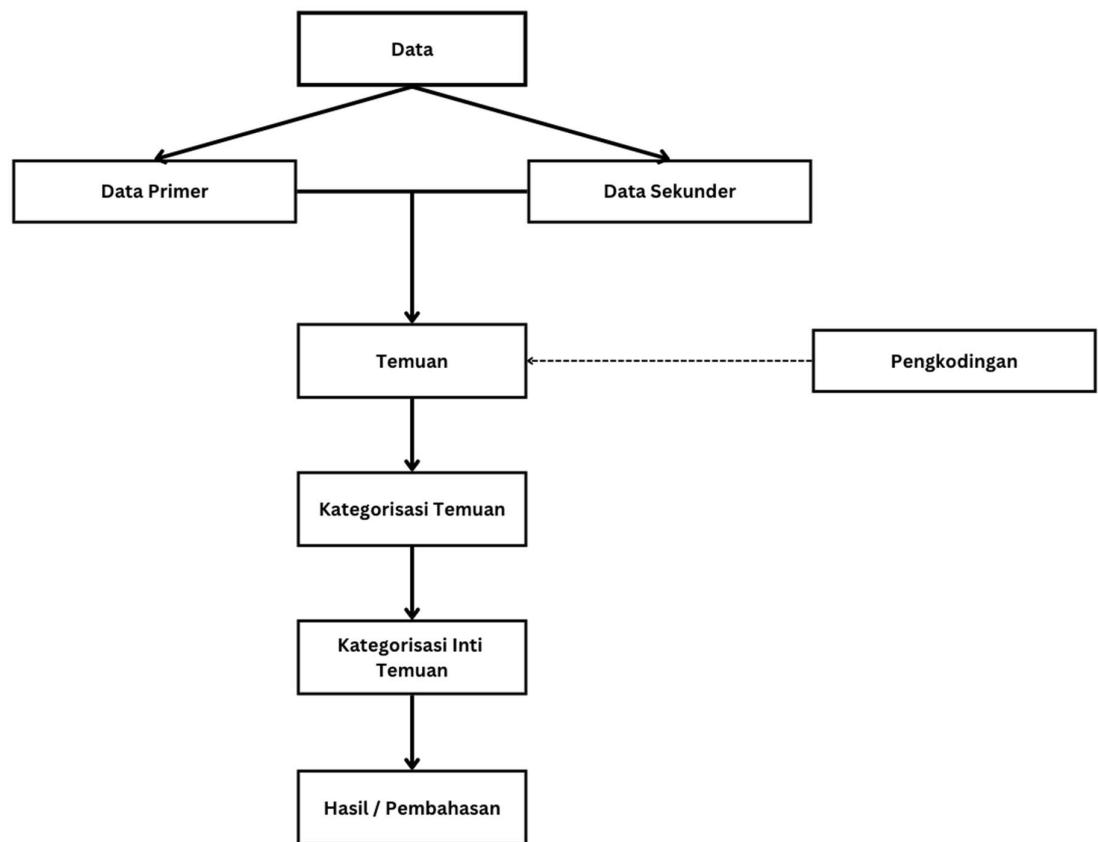 Data
Data Primer
Data Sekunder
Temuan
Pengkodingan
Kategorisasi Temuan
Kategorisasi Inti
Temuan
Hasil / Pembahasan